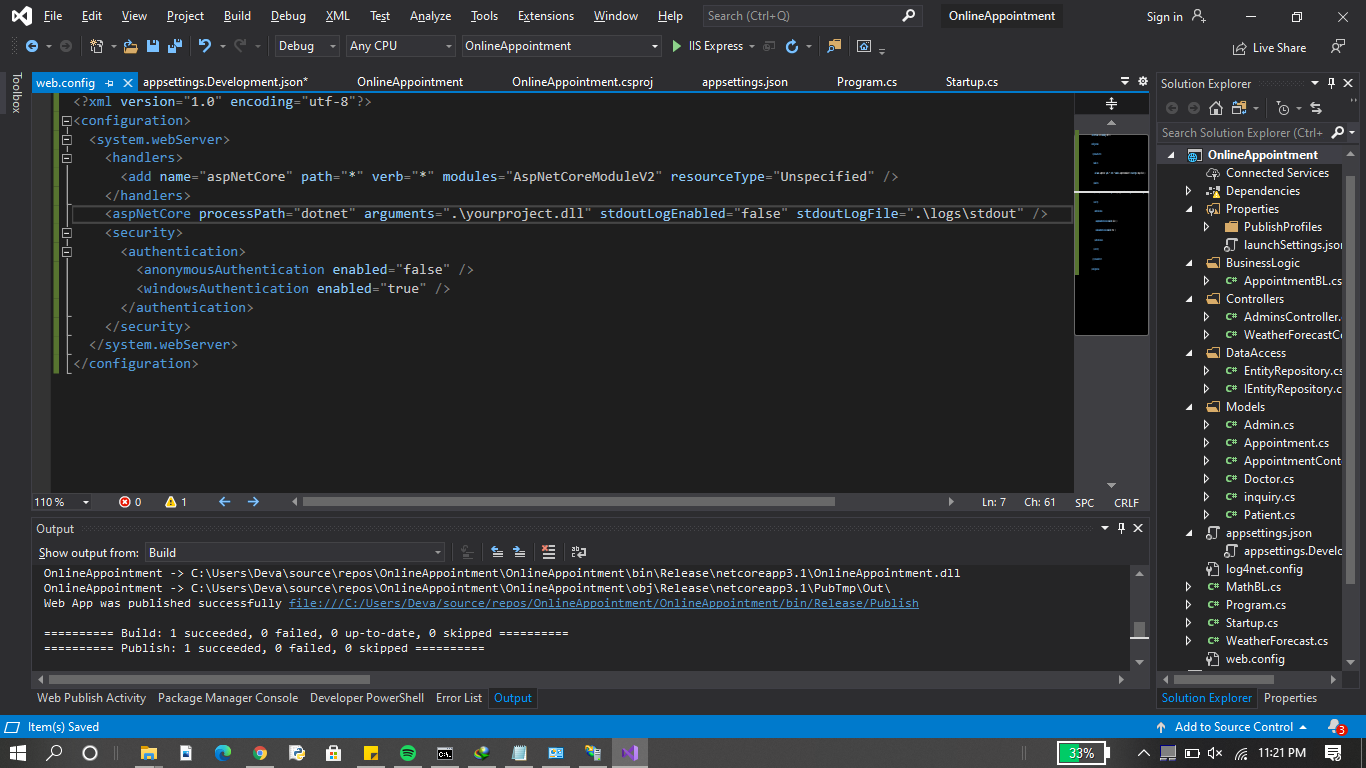 File Edit View Project Build Debug XML Test Analyze Tools Extensions Window Help Search (Ctrl+Q) OnlineAppointment Sign in
Debug Any CPU OnlineAppointment IIS Express Live Share
Toolbox
web.config appsettings.Development.json* OnlineAppointment OnlineAppointment.csproj appsettings.json Program.cs Startup.cs
<?xml version="1.0" encoding="utf-8"?>
<configuration>
<system.webServer>
<handlers>
<add name="aspNetCore" path="*" verb="*" modules="AspNetCoreModuleV2" resourceType="Unspecified" />
</handlers>
<aspNetCore processPath="dotnet" arguments=".\yourproject.dll" stdoutLogEnabled="false" stdoutLogFile=".\logs\stdout" />
<security>
<authentication>
<anonymousAuthentication enabled="false" />
<windowsAuthentication enabled="true" />
</authentication>
</security>
</system.webServer>
</configuration>
110 % 0 1 Ln: 7 Ch: 61 SPC CRLF
Output
Show output from: Build
OnlineAppointment -> C:\Users\Deva\source\repos\OnlineAppointment\OnlineAppointment\bin\Release\netcoreapp3.1\OnlineAppointment.dll
OnlineAppointment -> C:\Users\Deva\source\repos\OnlineAppointment\OnlineAppointment\obj\Release\netcoreapp3.1\PubTmp\Out\
Web App was published successfully file:///C:/Users/Deva/source/repos/OnlineAppointment/OnlineAppointment/bin/Release/Publish
========== Build: 1 succeeded, 0 failed, 0 up-to-date, 0 skipped ==========
========== Publish: 1 succeeded, 0 failed, 0 skipped ==========
Web Publish Activity Package Manager Console Developer PowerShell Error List Output
Solution Explorer
Search Solution Explorer (Ctrl+
OnlineAppointment
Connected Services
Dependencies
Properties
PublishProfiles
launchSettings.json
BusinessLogic
AppointmentBL.cs
Controllers
AdminsController.
WeatherForecastCo
DataAccess
EntityRepository.cs
IEntityRepository.c
Models
Admin.cs
Appointment.cs
AppointmentCont
Doctor.cs
inquiry.cs
Patient.cs
appsettings.json
appsettings.Develo
log4net.config
MathBL.cs
Program.cs
Startup.cs
WeatherForecast.cs
web.config
Solution Explorer Properties
Item(s) Saved Add to Source Control 3
33% 11:21 PM